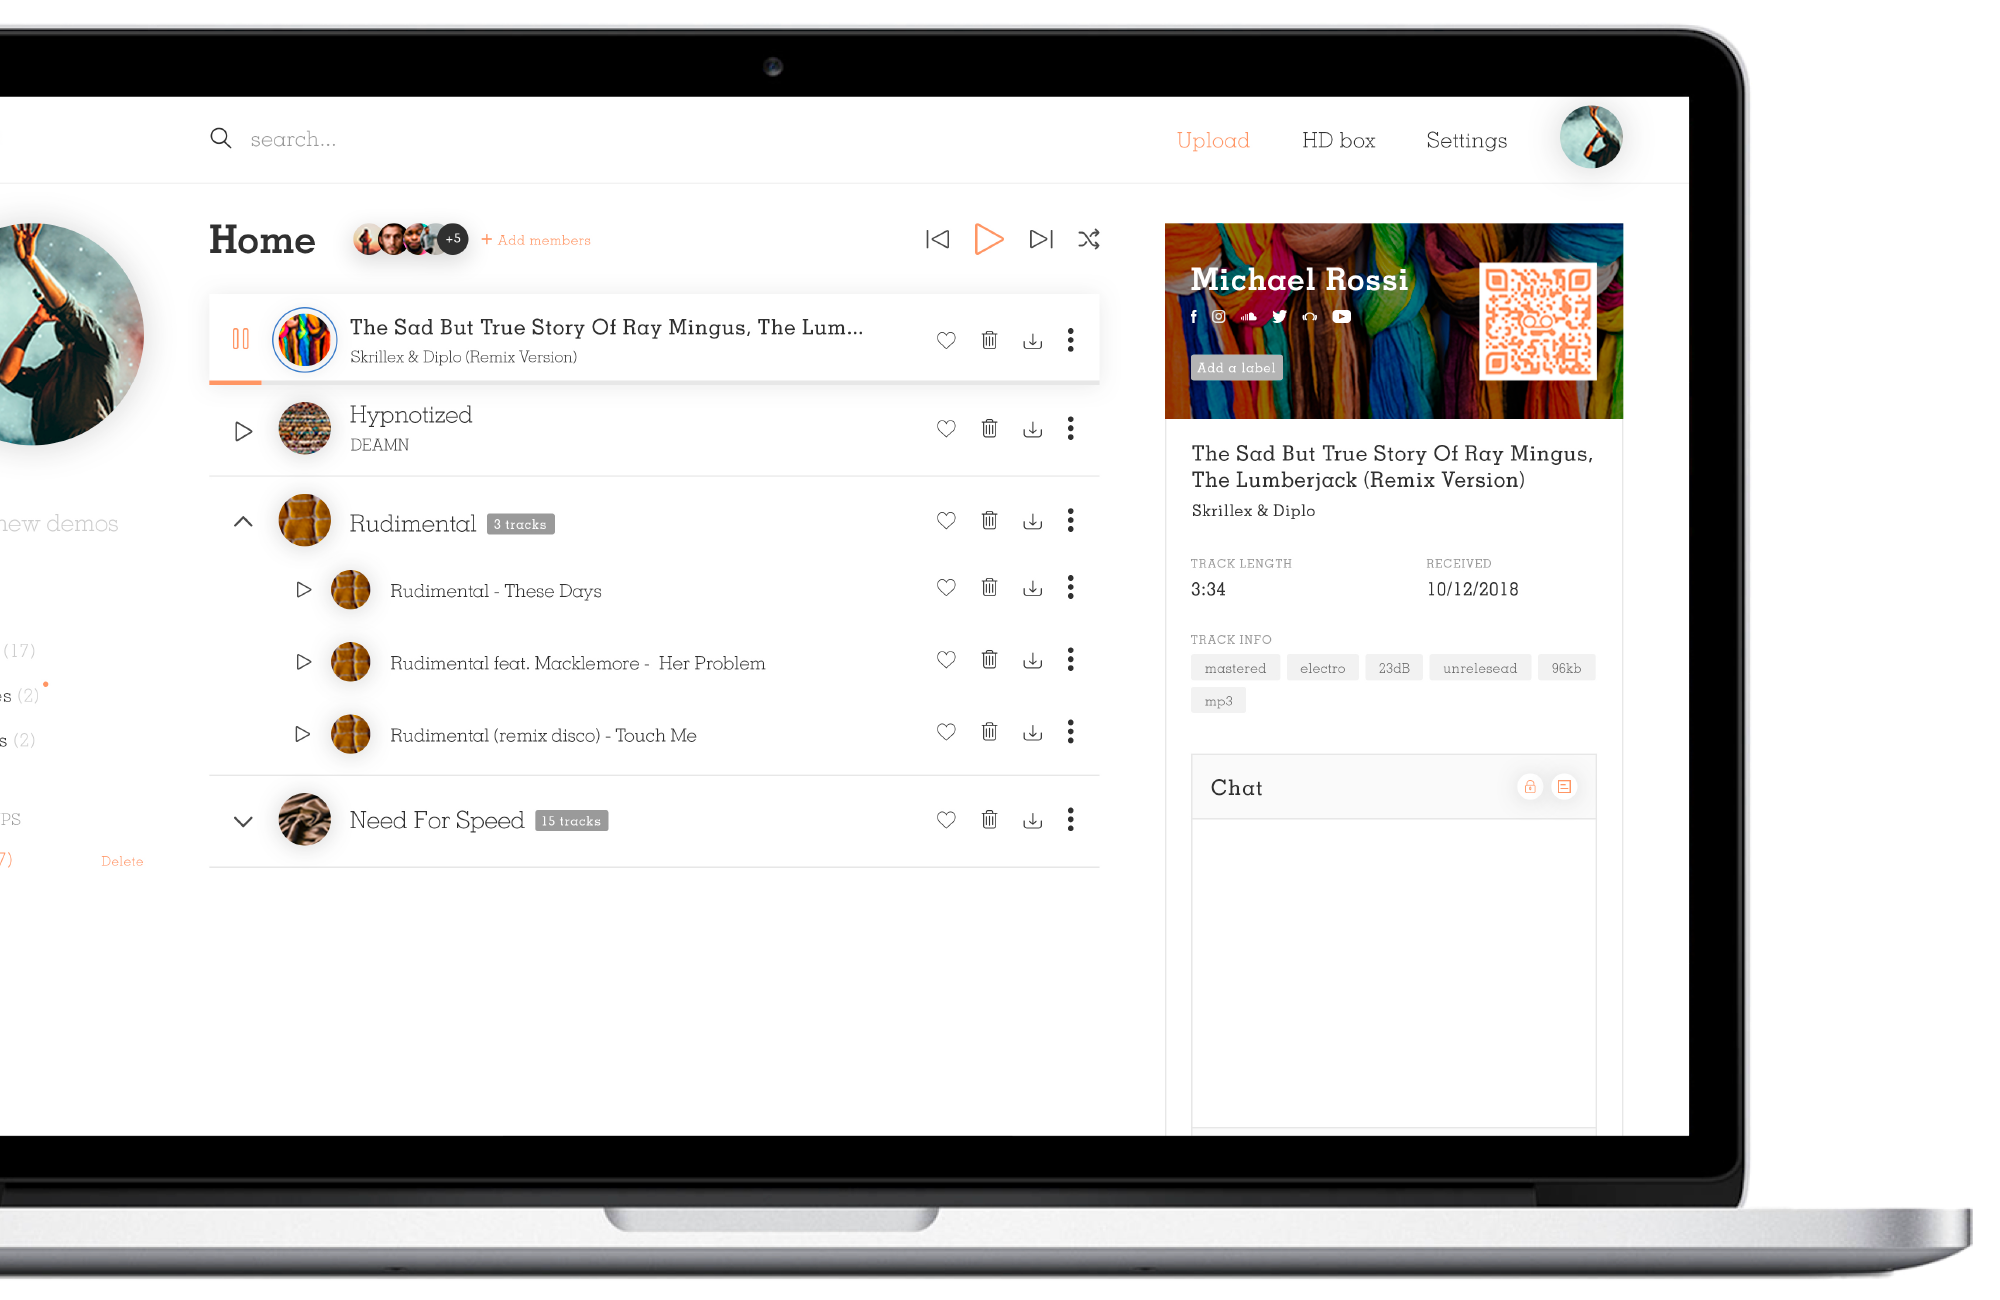 search...
Upload
HD box
Settings
Home
+5
+ Add members
The Sad But True Story Of Ray Mingus, The Lum...
Skrillex & Diplo (Remix Version)
Hypnotized
DEAMN
Rudimental
3 tracks
Rudimental - These Days
Rudimental feat. Macklemore - Her Problem
Rudimental (remix disco) - Touch Me
Need For Speed
15 tracks
new demos
(17)
(2)
(2)
Delete
Michael Rossi
Add a label
The Sad But True Story Of Ray Mingus,
The Lumberjack (Remix Version)
Skrillex & Diplo
TRACK LENGTH
RECEIVED
3:34
10/12/2018
TRACK INFO
mastered
electro
23dB
unrelesead
96kb
mp3
Chat